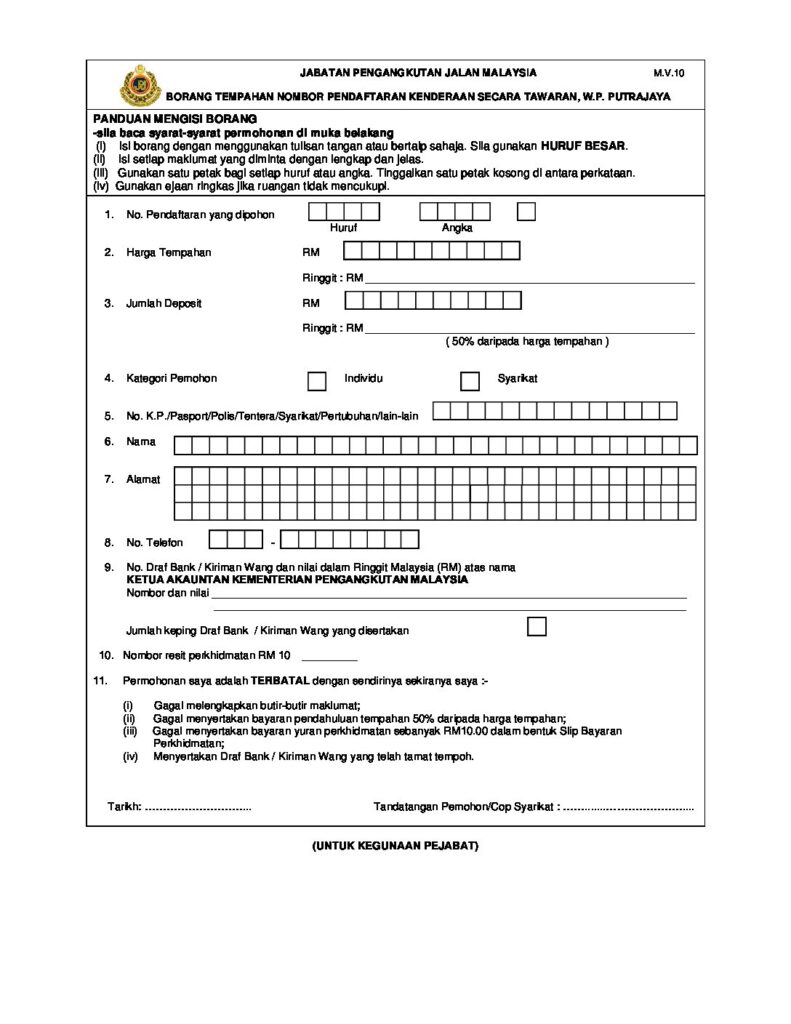 JABATAN PENGANGKUTAN JALAN MALAYSIA M.V.10
BORANG TEMPAHAN NOMBOR PENDAFTARAN KENDERAAN SECARA TAWARAN, W.P. PUTRAJAYA
PANDUAN MENGISI BORANG
-sila baca syarat-syarat permohonan di muka belakang
(i) Isi borang dengan menggunakan tulisan tangan atau bertaip sahaja. Sila gunakan HURUF BESAR.
(ii) Isi setiap maklumat yang diminta dengan lengkap dan jelas.
(iii) Gunakan satu petak bagi setiap huruf atau angka. Tinggalkan satu petak kosong di antara perkataan.
(iv) Gunakan ejaan ringkas jika ruangan tidak mencukupi.
1. No. Pendaftaran yang dipohon
Huruf Angka
2. Harga Tempahan RM
Ringgit : RM
3. Jumlah Deposit RM
Ringgit : RM
( 50% daripada harga tempahan )
4. Kategori Pemohon Individu Syarikat
5. No. K.P./Pasport/Polis/Tentera/Syarikat/Pertubuhan/lain-lain
6. Nama
7. Alamat
8. No. Telefon -
9. No. Draf Bank / Kiriman Wang dan nilai dalam Ringgit Malaysia (RM) atas nama
KETUA AKAUNTAN KEMENTERIAN PENGANGKUTAN MALAYSIA
Nombor dan nilai
Jumlah keping Draf Bank / Kiriman Wang yang disertakan
10. Nombor resit perkhidmatan RM 10
11. Permohonan saya adalah TERBATAL dengan sendirinya sekiranya saya :-
(i) Gagal melengkapkan butir-butir maklumat;
(ii) Gagal menyertakan bayaran pendahuluan tempahan 50% daripada harga tempahan;
(iii) Gagal menyertakan bayaran yuran perkhidmatan sebanyak RM10.00 dalam bentuk Slip Bayaran
Perkhidmatan;
(iv) Menyertakan Draf Bank / Kiriman Wang yang telah tamat tempoh.
Tarikh: ............................. Tandatangan Pemohon/Cop Syarikat : ....................................
(UNTUK KEGUNAAN PEJABAT)